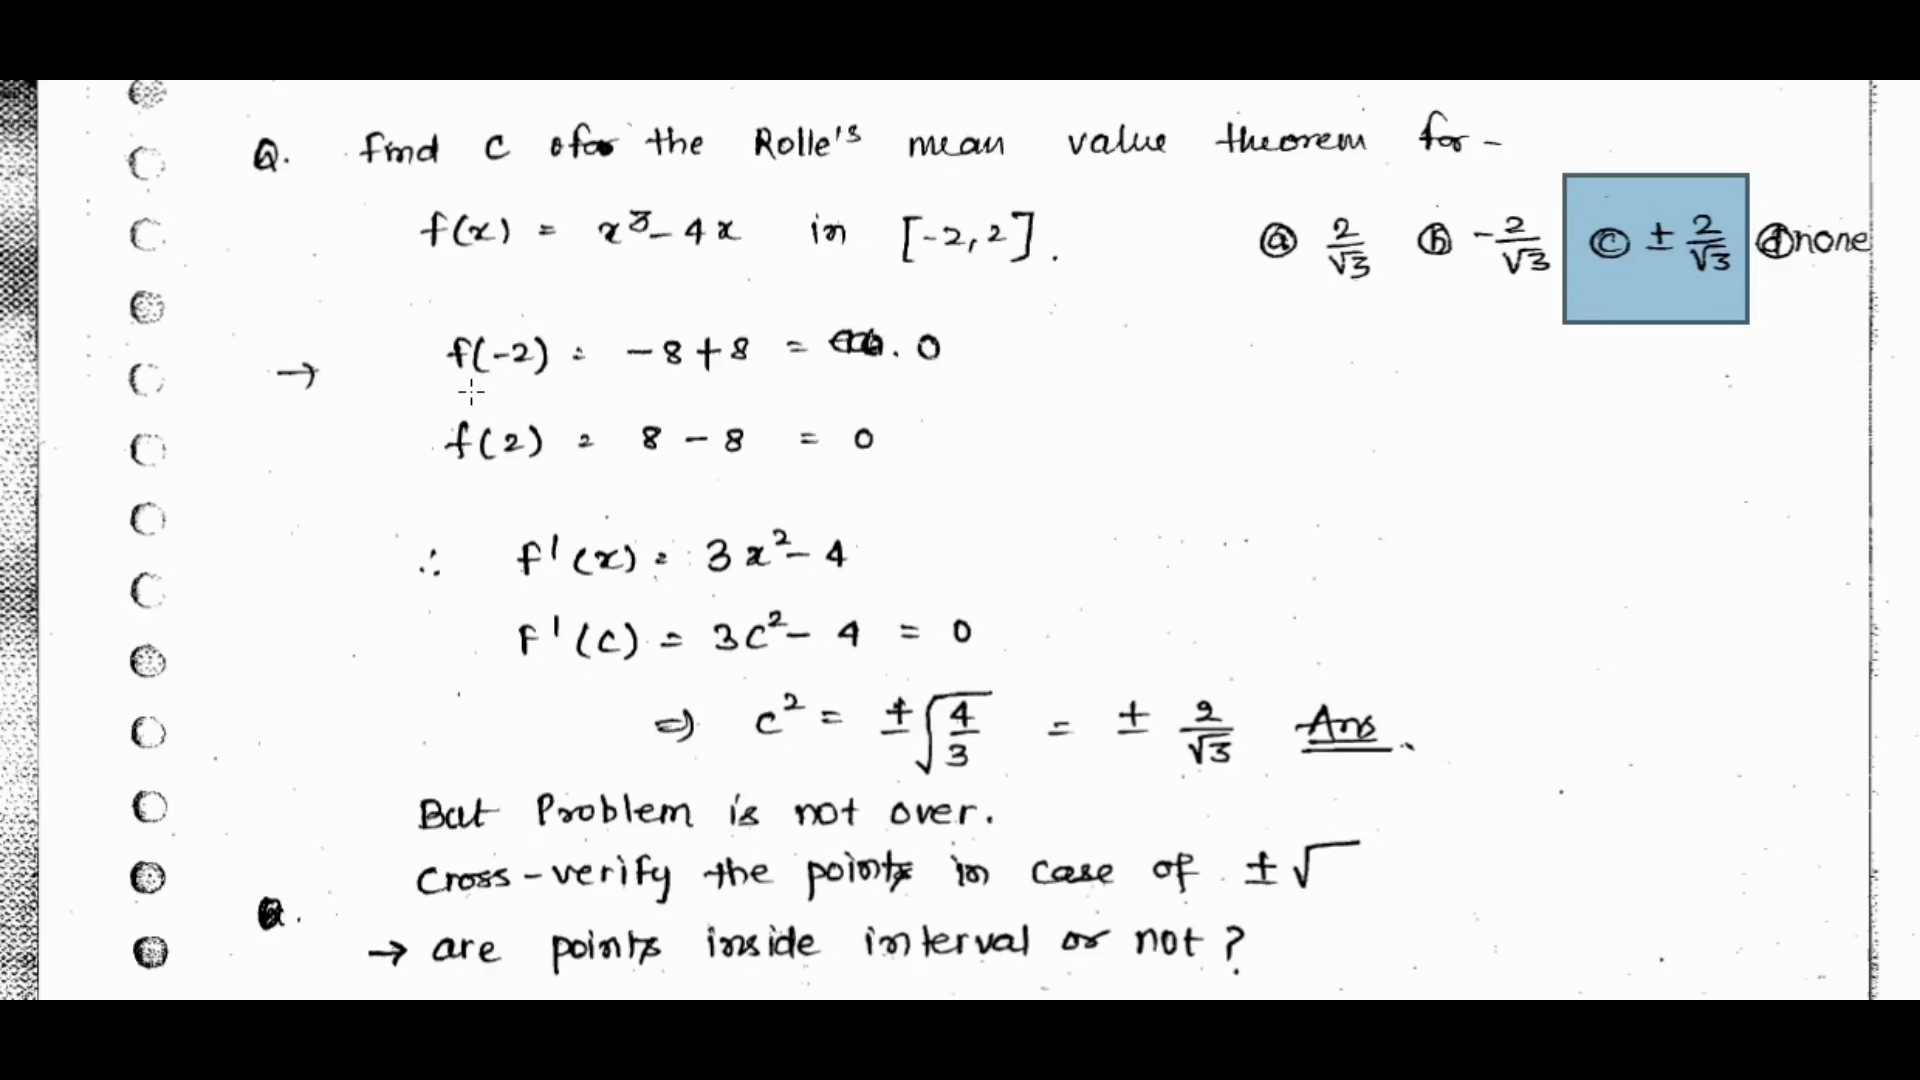 Q. find c of the Rolle's mean value theorem for -
f(x) = x³ - 4x in [-2,2]. ⓐ 2/√3 ⓑ -2/√3 ⓒ ± 2/√3 ⓓ none
→ f(-2) = -8+8 = . 0
f(2) = 8 - 8 = 0
∴ f'(x) = 3x² - 4
F'(c) = 3c² - 4 = 0
⇒ c² = ±√(4/3) = ± 2/√3 Ans.
But Problem is not over.
Cross-verify the points in case of ±√
Q. → are points inside interval or not?